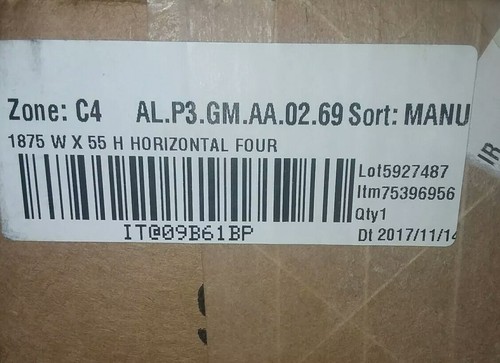 Zone: C4 AL.P3.GM.AA.02.69 Sort: MANU
1875 W X 55 H HORIZONTAL FOUR
Lot5927487
Itm75396956
Qty1
Dt 2017/11/14
IT@09B61BP